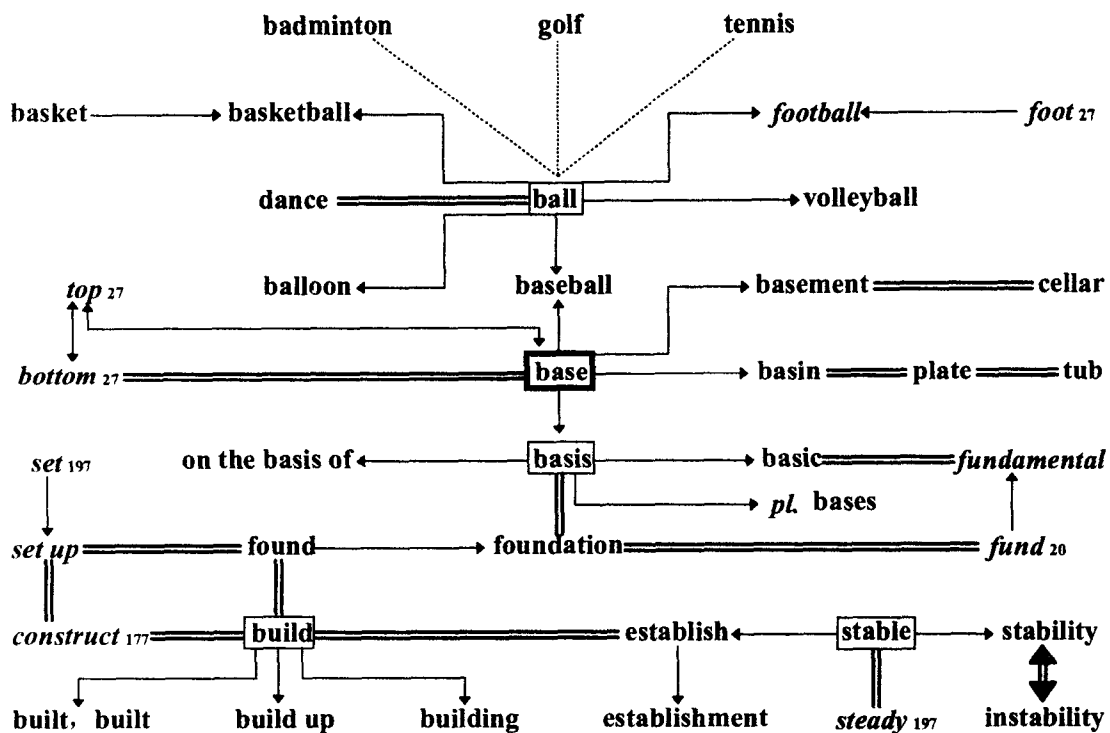 badminton golf tennis
basket basketball football foot 27
dance ball volleyball
balloon baseball basement cellar
top 27
bottom 27 base basin plate tub
set 197 on the basis of basis basic fundamental
pl. bases
set up found foundation fund 20
construct 177 build establish stable stability
built, built build up building establishment steady 197 instability